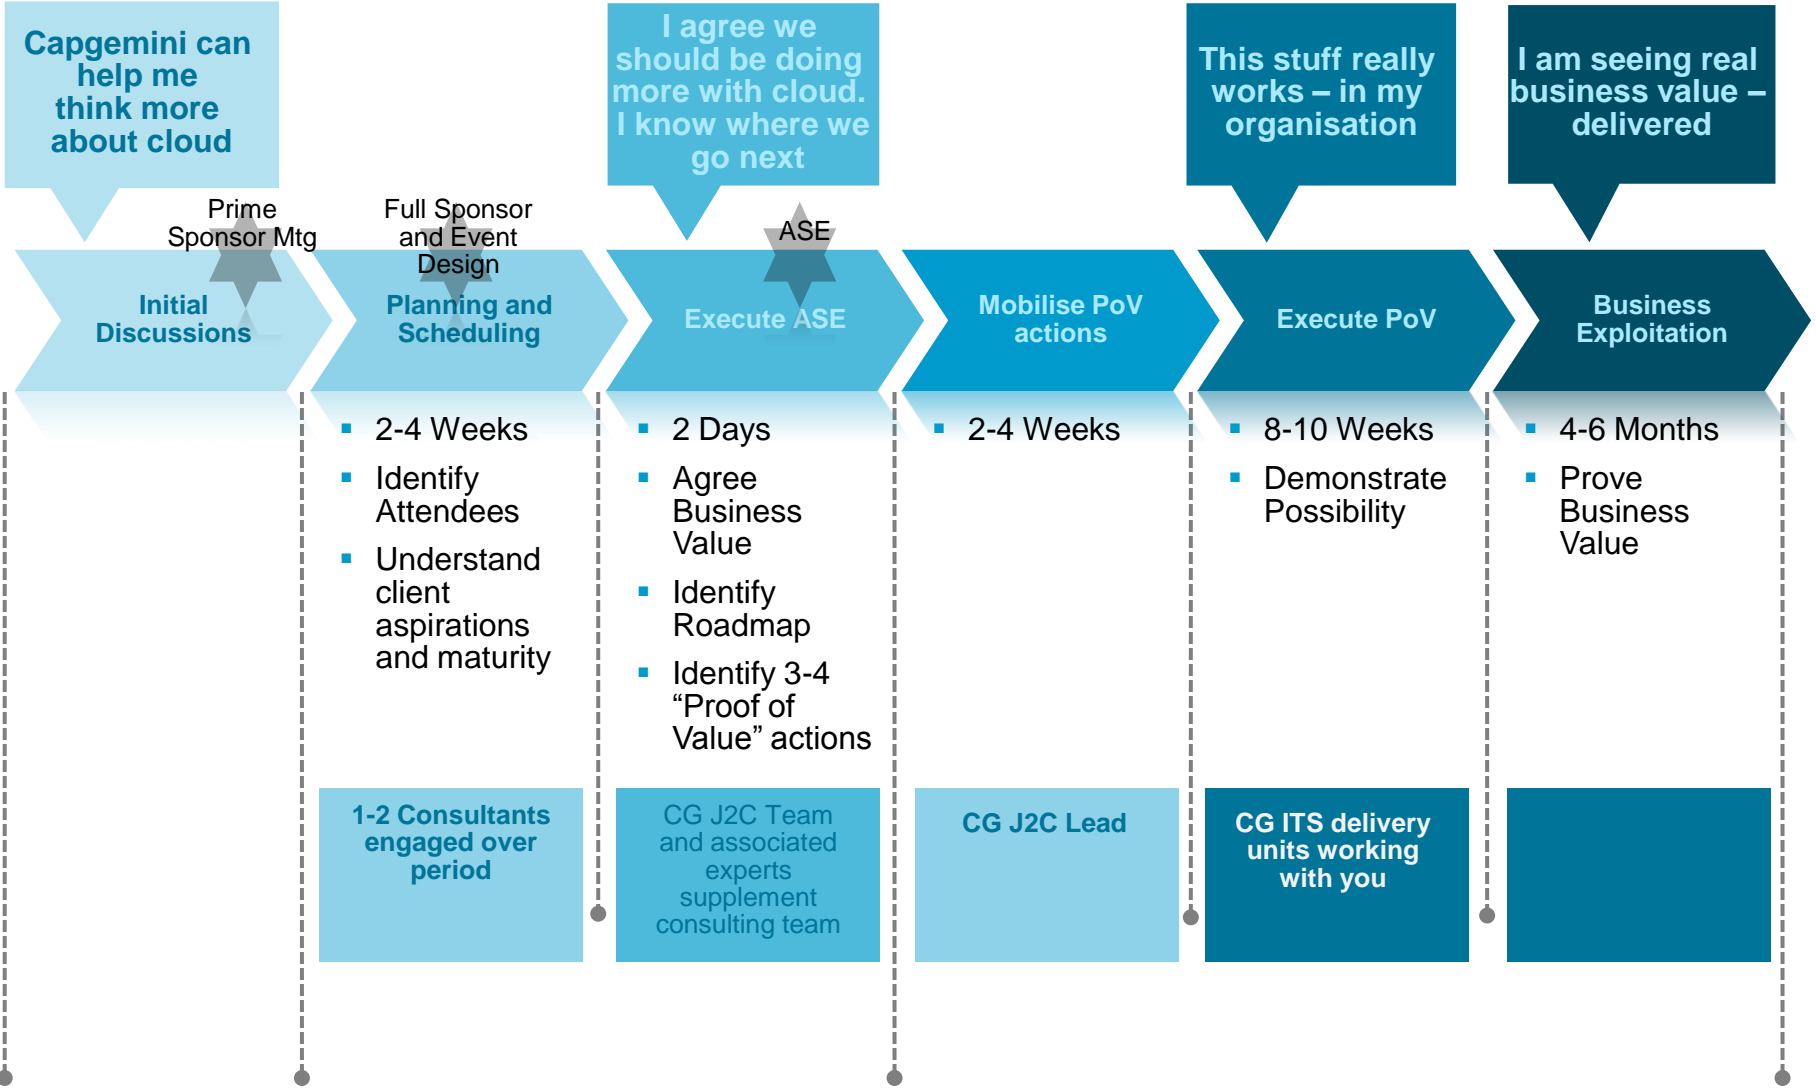 Capgemini can
help me
think more
about cloud
I agree we
should be doing
more with cloud.
I know where we
go next
This stuff really
works – in my
organisation
I am seeing real
business value –
delivered
Prime
Sponsor Mtg
Full Sponsor
and Event
Design
ASE
Initial
Discussions
Planning and
Scheduling
Execute ASE
Mobilise PoV
actions
Execute PoV
Business
Exploitation
▪ 2-4 Weeks
▪ Identify
Attendees
▪ Understand
client
aspirations
and maturity
▪ 2 Days
▪ Agree
Business
Value
▪ Identify
Roadmap
▪ Identify 3-4
“Proof of
Value” actions
▪ 2-4 Weeks
▪ 8-10 Weeks
▪ Demonstrate
Possibility
▪ 4-6 Months
▪ Prove
Business
Value
1-2 Consultants
engaged over
period
CG J2C Team
and associated
experts
supplement
consulting team
CG J2C Lead
CG ITS delivery
units working
with you